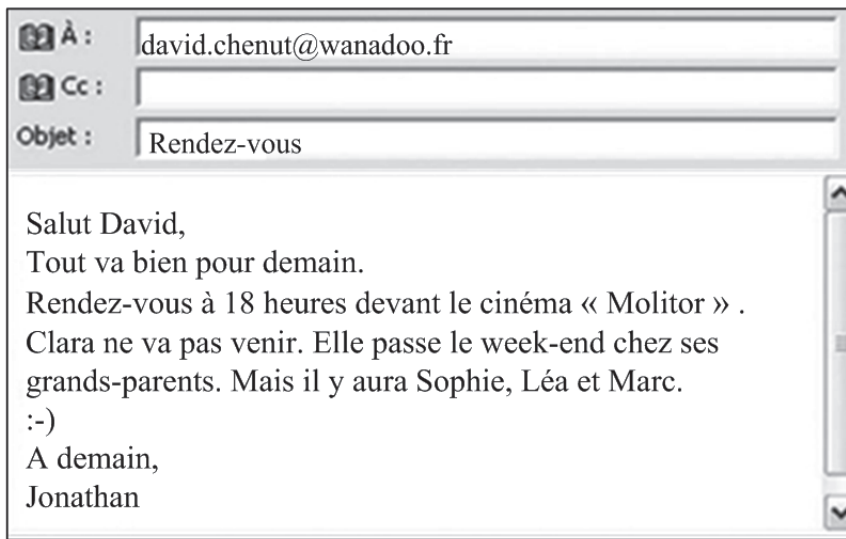 À :
david.chenut@wanadoo.fr
Cc :
Objet :
Rendez-vous
Salut David,
Tout va bien pour demain.
Rendez-vous à 18 heures devant le cinéma « Molitor » .
Clara ne va pas venir. Elle passe le week-end chez ses
grands-parents. Mais il y aura Sophie, Léa et Marc.
:-)
A demain,
Jonathan